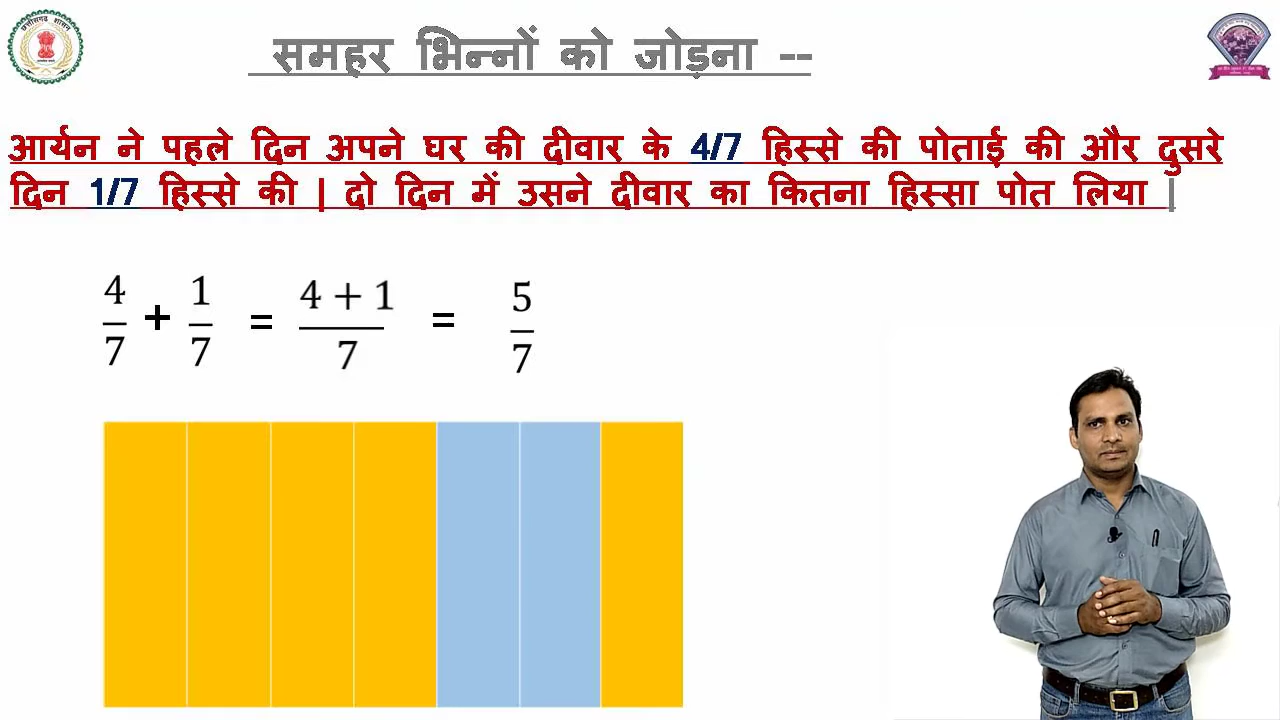 समहर भिन्नों को जोड़ना --
आर्यन ने पहले दिन अपने घर की दीवार के 4/7 हिस्से की पोताई की और दुसरे
दिन 1/7 हिस्से की | दो दिन में उसने दीवार का कितना हिस्सा पोत लिया |
4/7 + 1/7 = 4 + 1/7 = 5/7